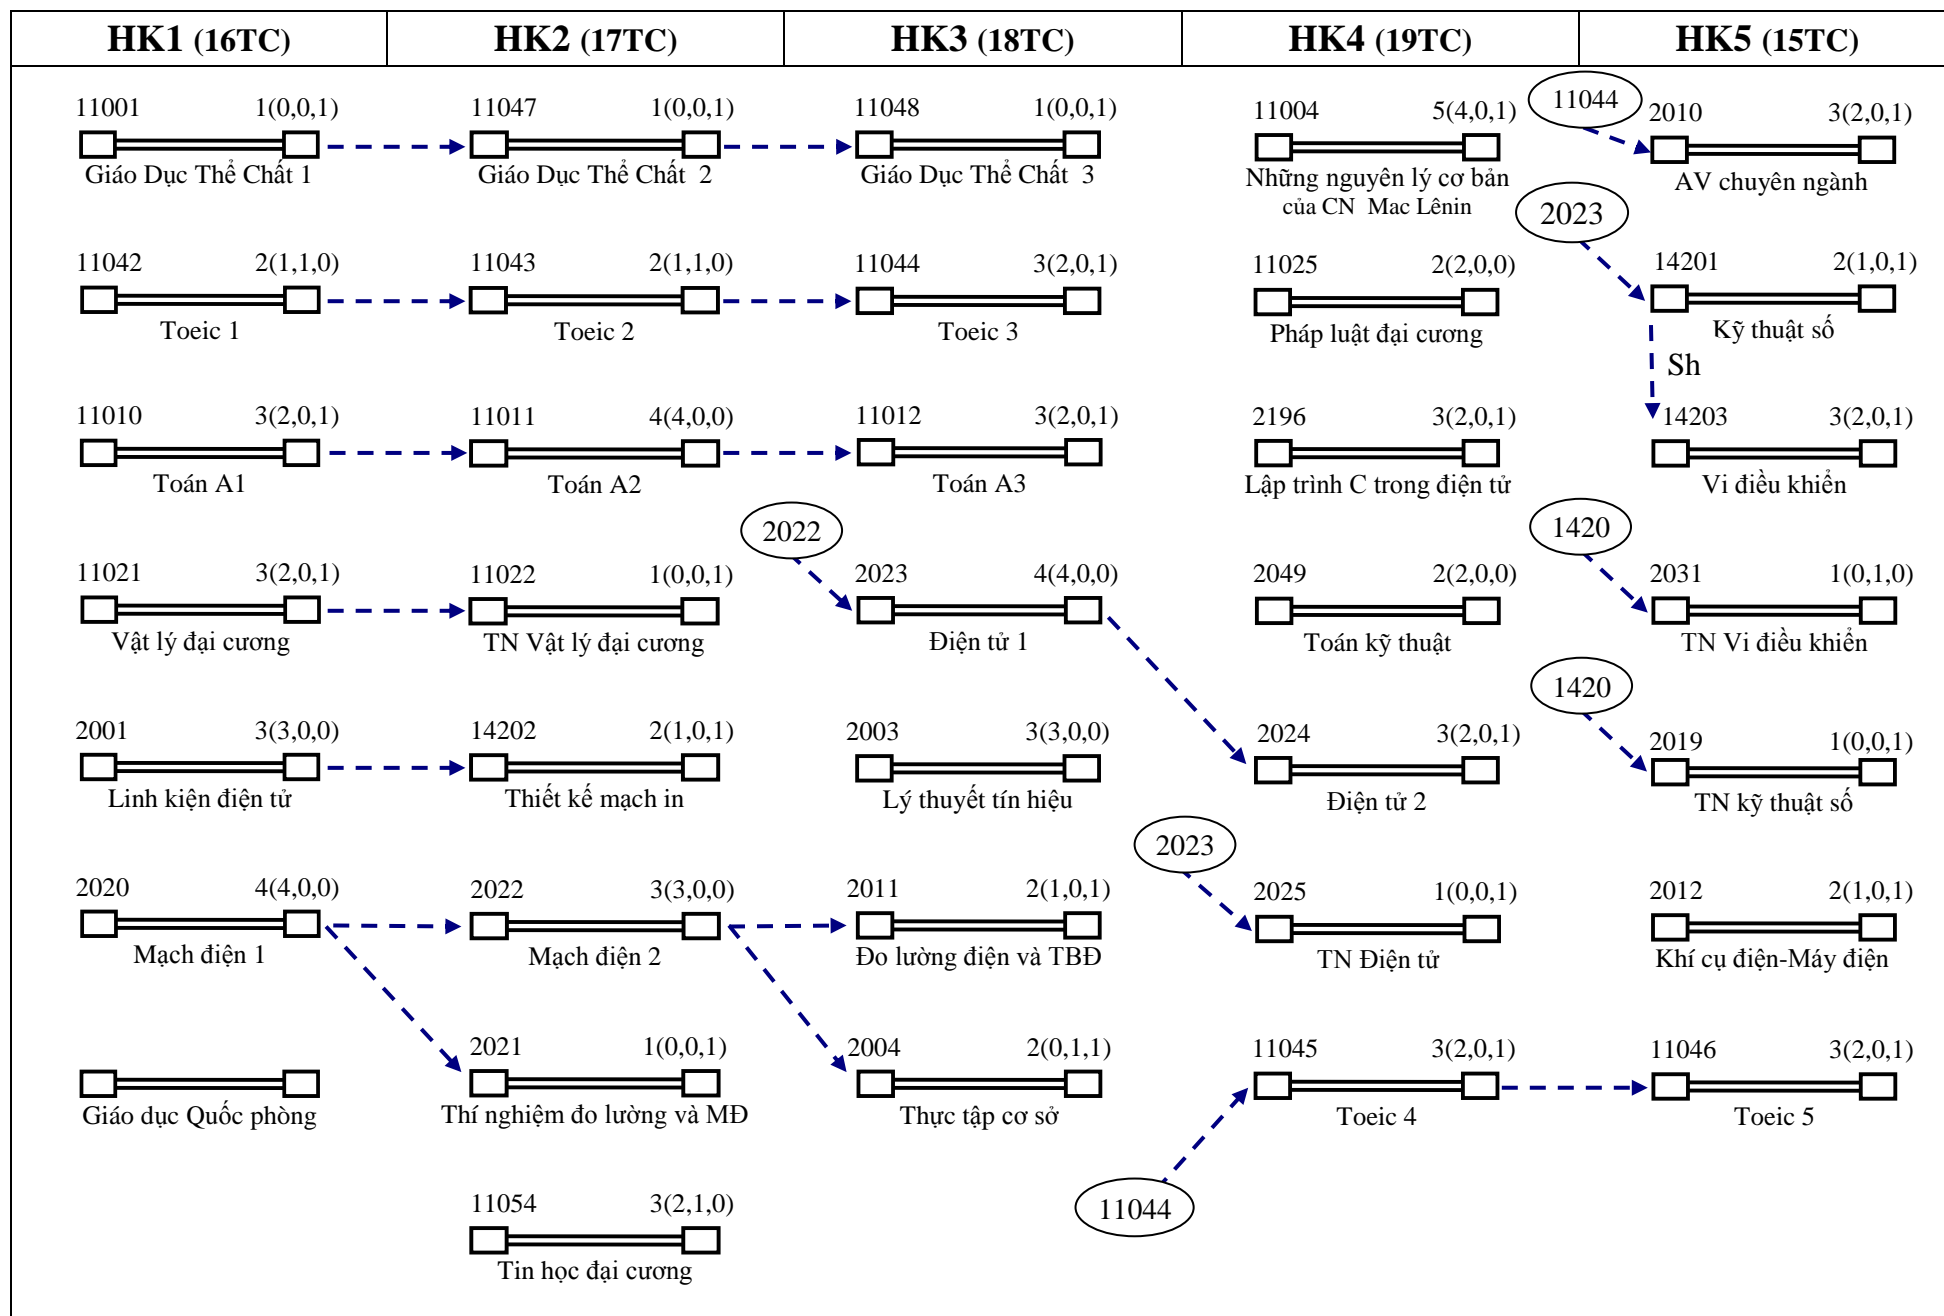 HK1 (16TC) HK2 (17TC) HK3 (18TC) HK4 (19TC) HK5 (15TC)
11001 1(0,0,1) 11047 1(0,0,1) 11048 1(0,0,1) 11004 5(4,0,1) 11044 2010 3(2,0,1)
Giáo Dục Thể Chất 1 Giáo Dục Thể Chất 2 Giáo Dục Thể Chất 3 Những nguyên lý cơ bản AV chuyên ngành
của CN Mac Lênin 2023
11042 2(1,1,0) 11043 2(1,1,0) 11044 3(2,0,1) 11025 2(2,0,0) 14201 2(1,0,1)
Toeic 1 Toeic 2 Toeic 3 Pháp luật đại cương Kỹ thuật số
Sh
11010 3(2,0,1) 11011 4(4,0,0) 11012 3(2,0,1) 2196 3(2,0,1) 14203 3(2,0,1)
Toán A1 Toán A2 Toán A3 Lập trình C trong điện tử Vi điều khiển
2022 1420
11021 3(2,0,1) 11022 1(0,0,1) 2023 4(4,0,0) 2049 2(2,0,0) 2031 1(0,1,0)
Vật lý đại cương TN Vật lý đại cương Điện tử 1 Toán kỹ thuật TN Vi điều khiển
1420
2001 3(3,0,0) 14202 2(1,0,1) 2003 3(3,0,0) 2024 3(2,0,1) 2019 1(0,0,1)
Linh kiện điện tử Thiết kế mạch in Lý thuyết tín hiệu Điện tử 2 TN kỹ thuật số
2023
2020 4(4,0,0) 2022 3(3,0,0) 2011 2(1,0,1) 2025 1(0,0,1) 2012 2(1,0,1)
Mạch điện 1 Mạch điện 2 Đo lường điện và TBĐ TN Điện tử Khí cụ điện-Máy điện
2021 1(0,0,1) 2004 2(0,1,1) 11045 3(2,0,1) 11046 3(2,0,1)
Giáo dục Quốc phòng Thí nghiệm đo lường và MĐ Thực tập cơ sở Toeic 4 Toeic 5
11054 3(2,1,0) 11044
Tin học đại cương